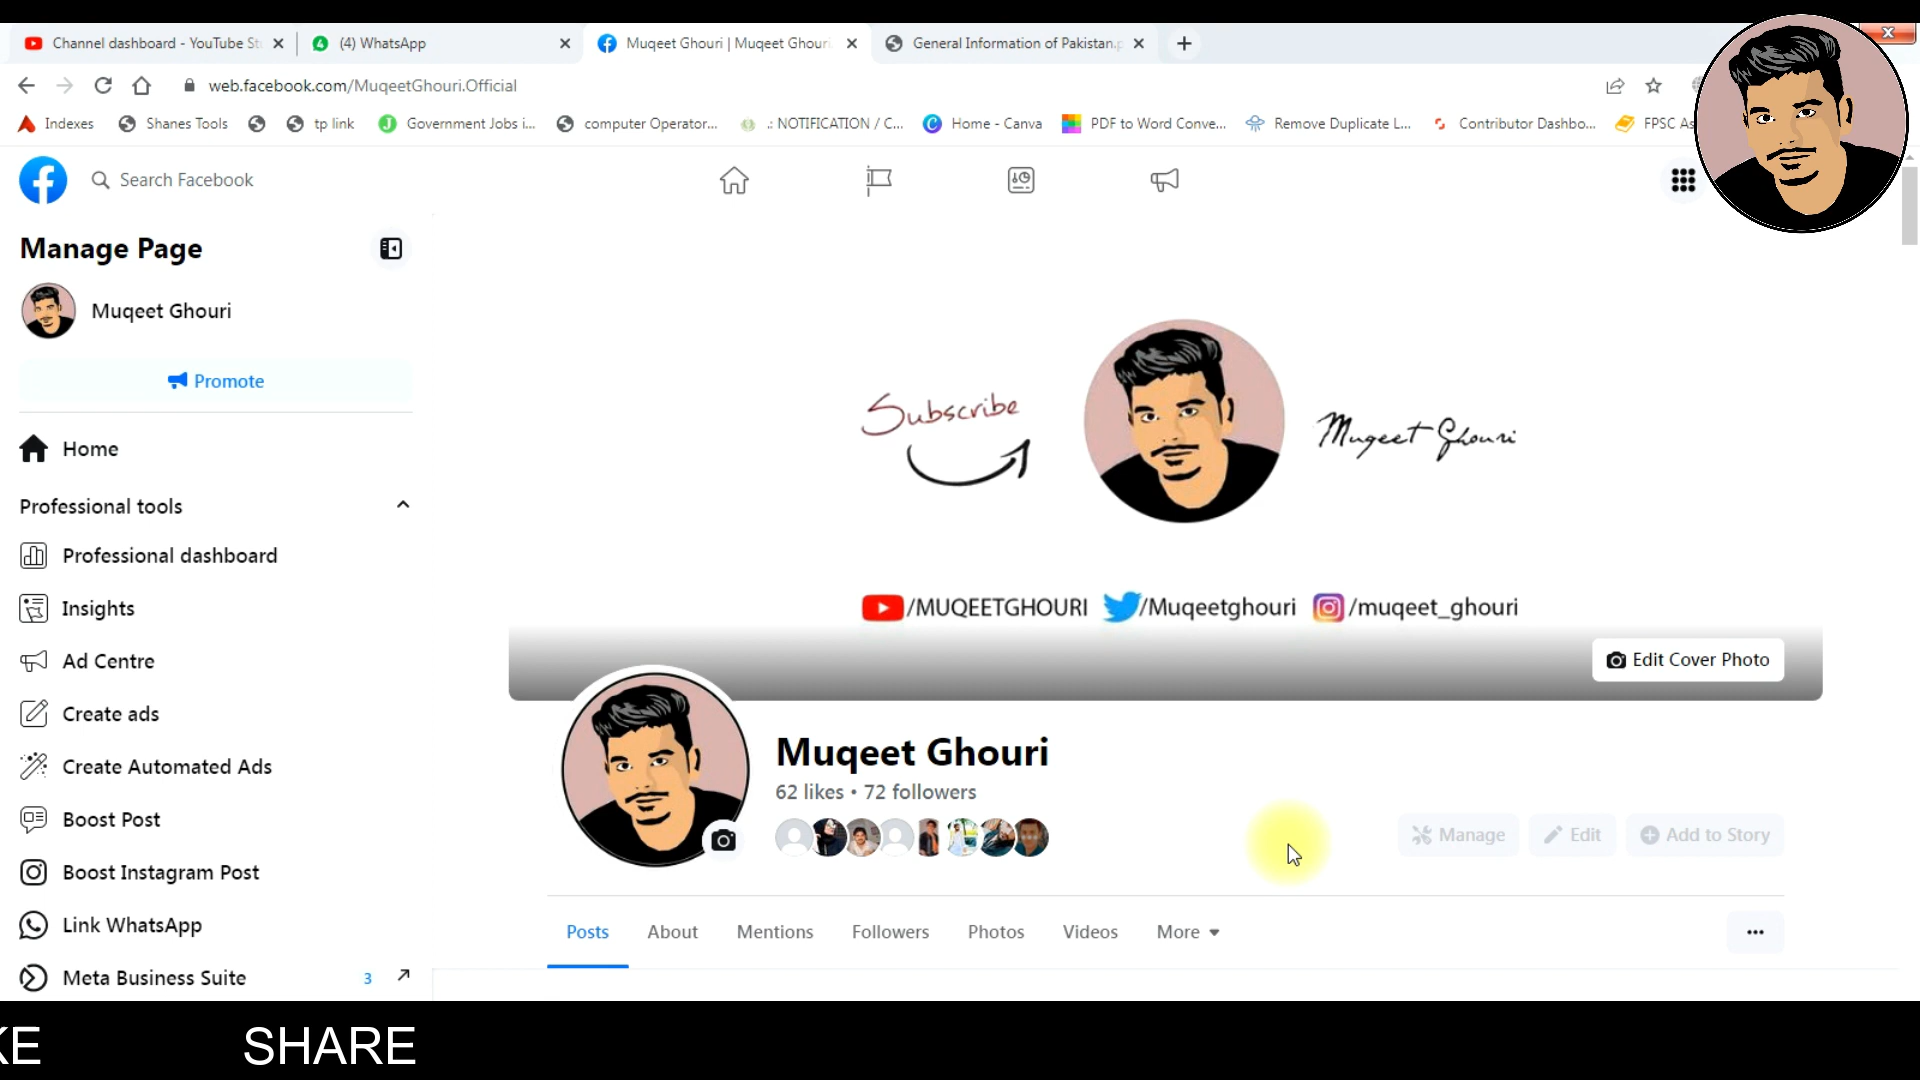 Channel dashboard - YouTube St
(4) WhatsApp
Muqeet Ghouri | Muqeet Ghouri
General Information of Pakistan.p
web.facebook.com/MuqeetGhouri.Official
Indexes
Shanes Tools
tp link
Government Jobs i...
computer Operator...
.: NOTIFICATION / C...
Home - Canva
PDF to Word Conve...
Remove Duplicate L...
Contributor Dashbo...
FPSC As
Search Facebook
Manage Page
Muqeet Ghouri
Promote
Home
Professional tools
Professional dashboard
Insights
Ad Centre
Create ads
Create Automated Ads
Boost Post
Boost Instagram Post
Link WhatsApp
Meta Business Suite 3
Subscribe
Muqeet Ghouri
/MUQEETGHOURI /Muqeetghouri /muqeet_ghouri
Edit Cover Photo
Muqeet Ghouri
62 likes • 72 followers
Manage
Edit
Add to Story
Posts
About
Mentions
Followers
Photos
Videos
More
KE SHARE